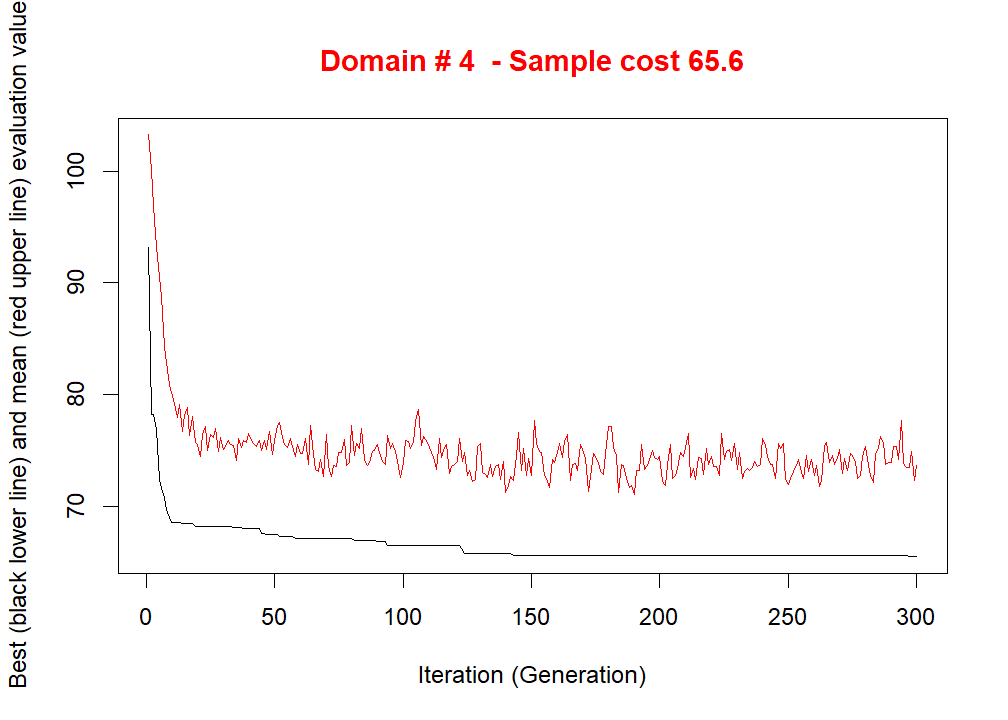 Domain # 4  - Sample cost 65.6
Best (black lower line) and mean (red upper line) evaluation value
100
90
80
70
0 50 100 150 200 250 300
Iteration (Generation)